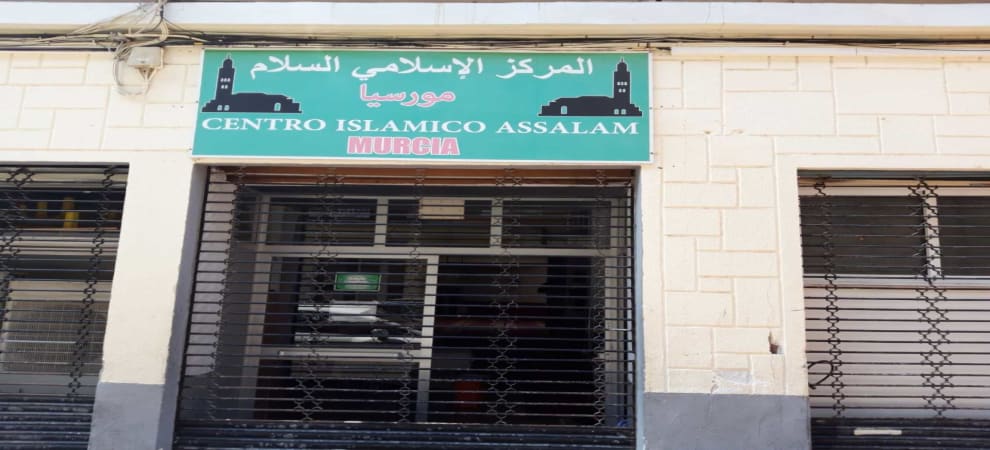 المركز الإسلامي السلام
مورسيا
CENTRO ISLAMICO ASSALAM
MURCIA